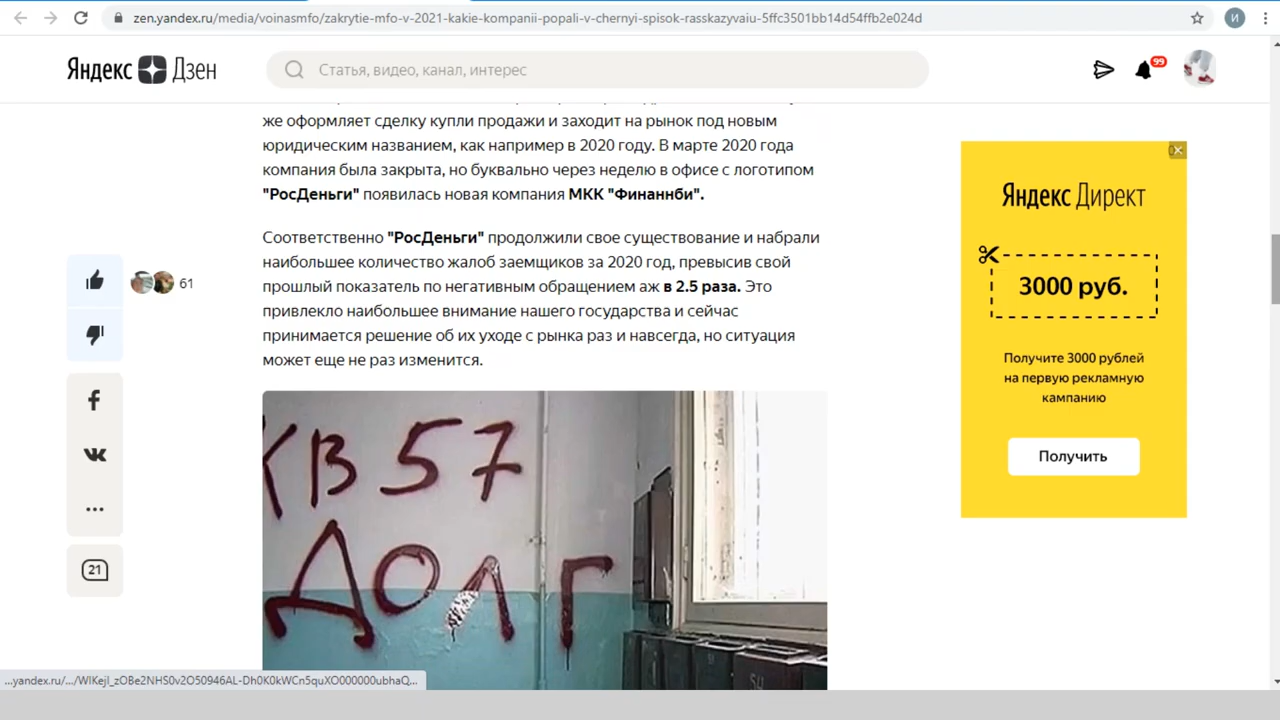 zen.yandex.ru/media/voinasmfo/zakrytie-mfo-v-2021-kakie-kompanii-popali-v-chernyi-spisok-rasskazyvaiu-5ffc3501bb14d54ffb2e024d
И
Яндекс Дзен
Статья, видео, канал, интерес
99
же оформляет сделку купли продажи и заходит на рынок под новым
юридическим названием, как например в 2020 году. В марте 2020 года
компания была закрыта, но буквально через неделю в офисе с логотипом
"РосДеньги" появилась новая компания МКК "Финаннби".
Соответственно "РосДеньги" продолжили свое существование и набрали
наибольшее количество жалоб заемщиков за 2020 год, превысив свой
прошлый показатель по негативным обращением аж в 2.5 раза. Это
привлекло наибольшее внимание нашего государства и сейчас
принимается решение об их уходе с рынка раз и навсегда, но ситуация
может еще не раз изменится.
61
21
КВ 57
ДОЛГ
Яндекс Директ
3000 руб.
Получите 3000 рублей
на первую рекламную
кампанию
Получить